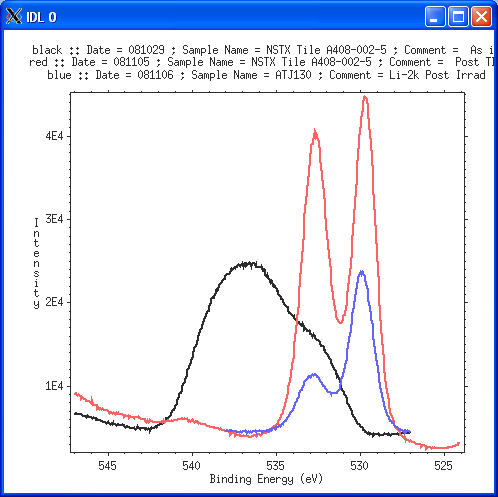 IDL 0
black :: Date = 081029 ; Sample Name = NSTX Tile A408-002-5 ; Comment = As i
red :: Date = 081105 ; Sample Name = NSTX Tile A408-002-5 ; Comment = Post
blue :: Date = 081106 ; Sample Name = ATJ130 ; Comment = Li-2k Post Irrad
4E4
3E4
Intensity
2E4
1E4
545 540 535 530 525
Binding Energy (eV)